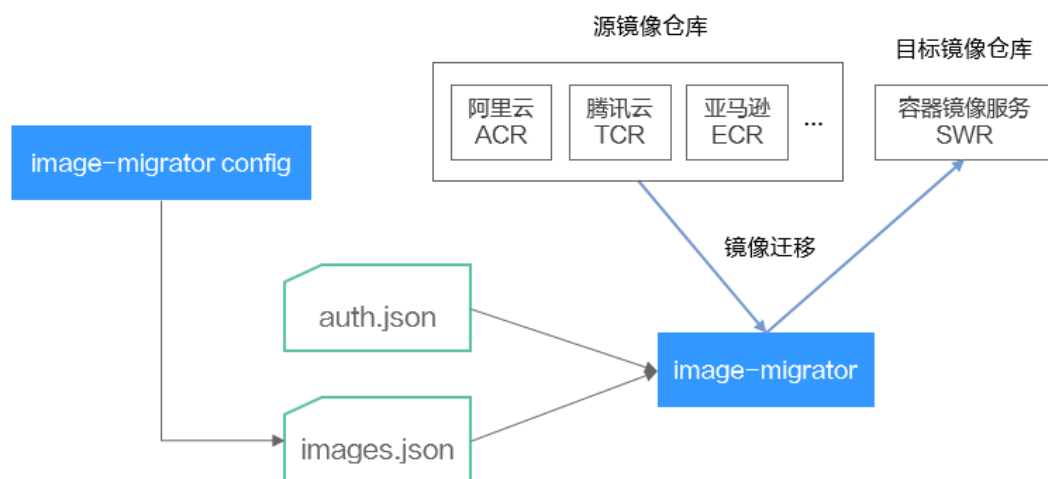 源镜像仓库
目标镜像仓库
阿里云
ACR
腾讯云
TCR
亚马逊
ECR
...
容器镜像服务
SWR
image-migrator config
镜像迁移
auth.json
image-migrator
images.json